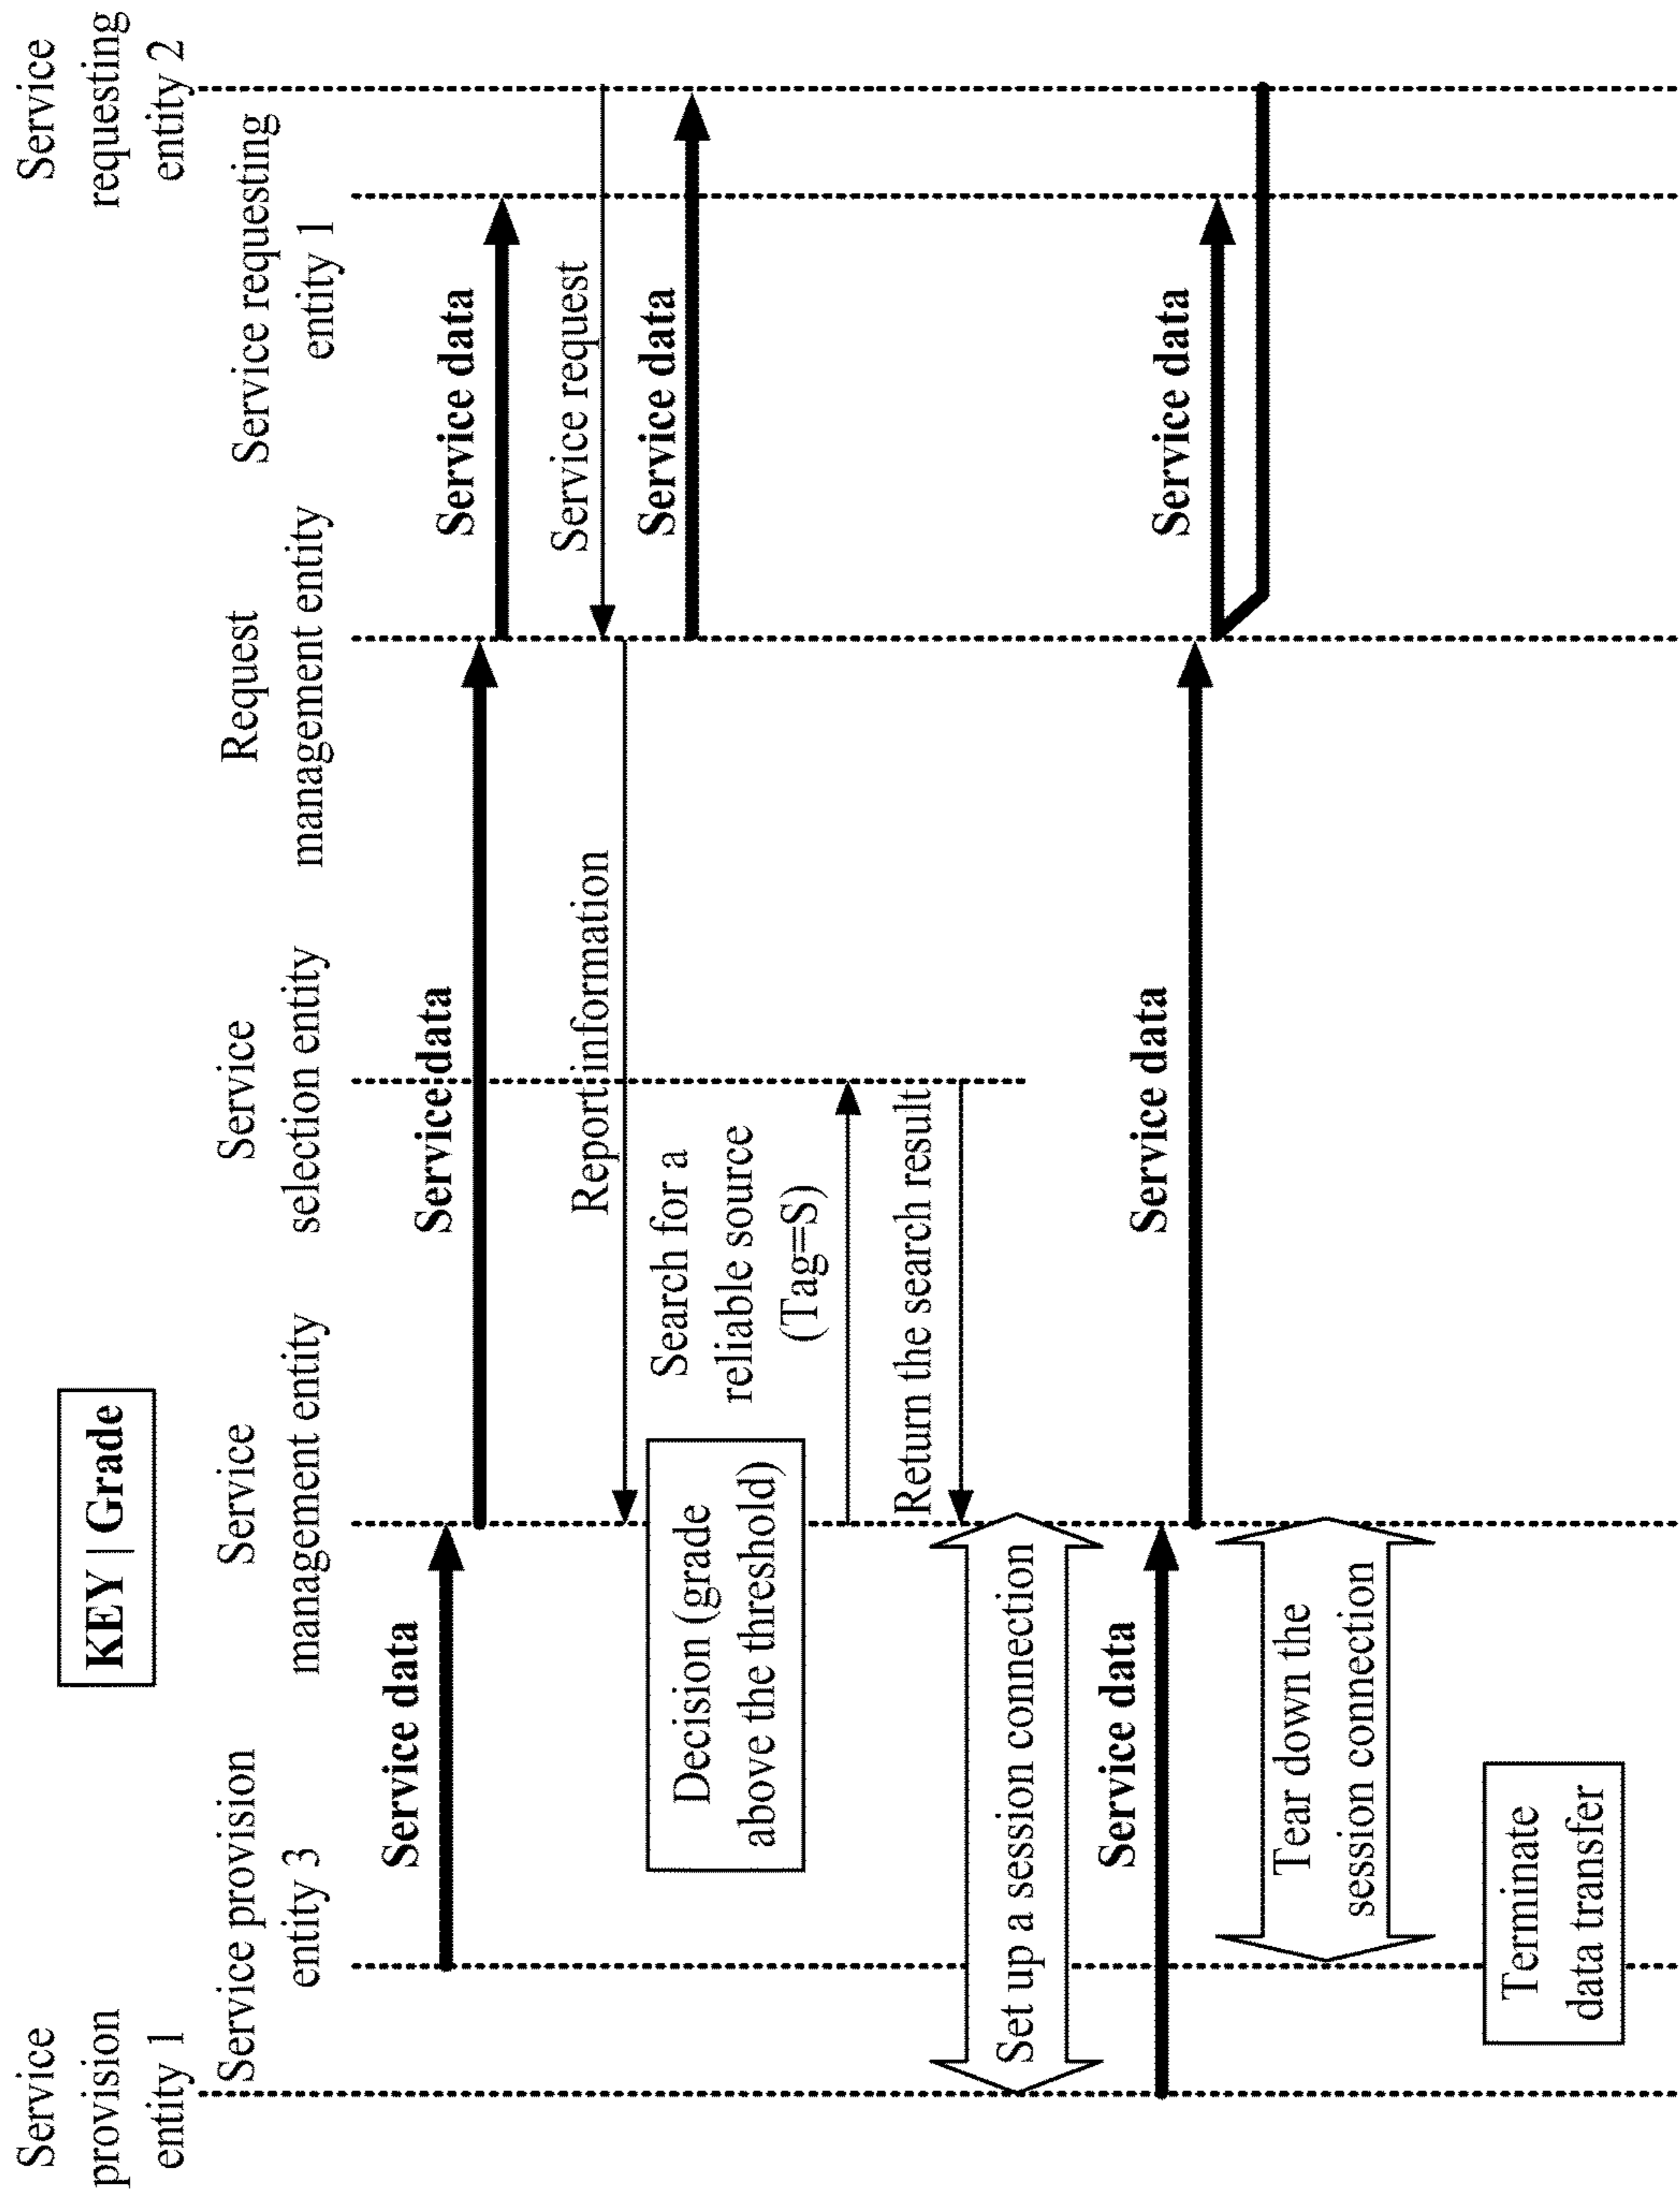 KEY | Grade
Service
provision
entity 1
Service provision
entity 3
Service
management entity
Service
selection entity
Request
management entity
Service requesting
entity 1
Service
requesting
entity 2
Service data
Service data
Service data
Service request
Report information
Service data
Decision (grade
above the threshold)
Search for a
reliable source
(Tag=S)
Return the search result
Set up a session connection
Service data
Service data
Service data
Tear down the
session connection
Terminate
data transfer